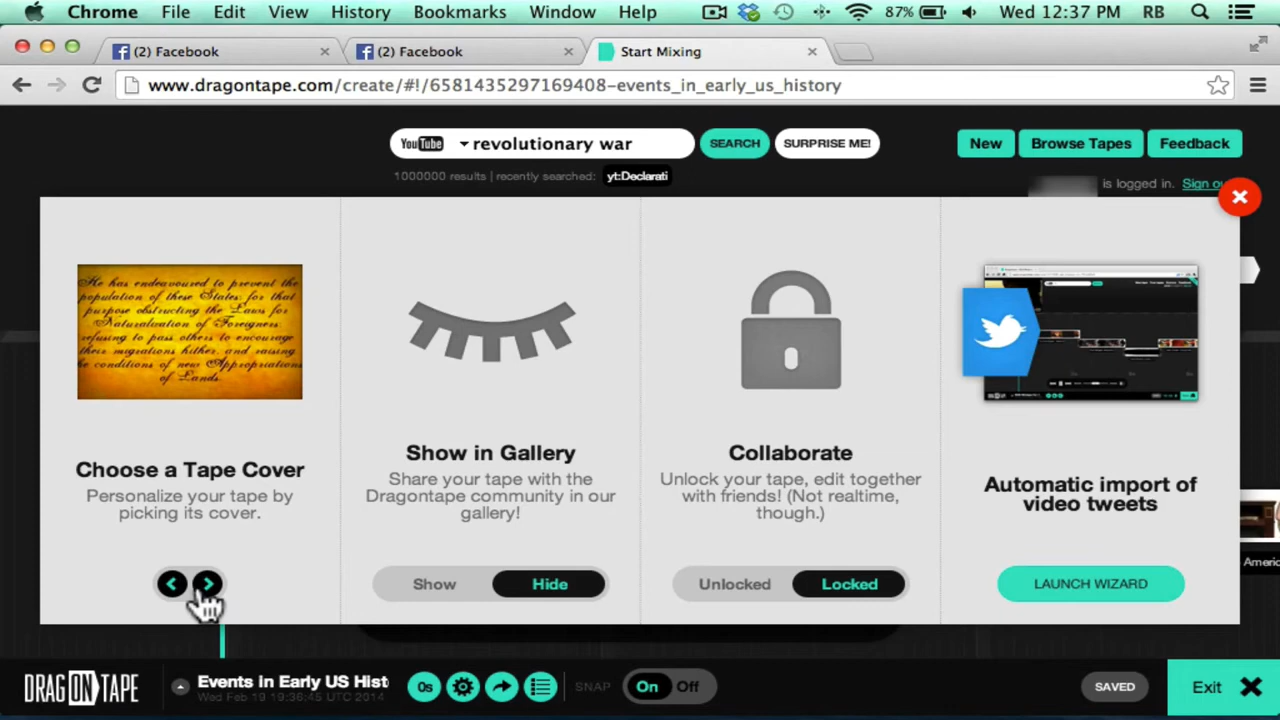 Chrome File Edit View History Bookmarks Window Help 87% Wed 12:37 PM RB
(2) Facebook (2) Facebook Start Mixing
www.dragontape.com/create/#!/6581435297169408-events_in_early_us_history
YouTube revolutionary war SEARCH SURPRISE ME! New Browse Tapes Feedback
1000000 results | recently searched: yt:Declarati
is logged in. Sign ou
He has endeavoured to prevent the
population of these States; for that
purpose obstructing the Laws for
Naturalization of Foreigners;
refusing to pass others to encourage
their migrations hither, and raising
he conditions of new Appropriations
of Lands.
Choose a Tape Cover
Personalize your tape by
picking its cover.
Show in Gallery
Share your tape with the
Dragontape community in our
gallery!
Show Hide
Collaborate
Unlock your tape, edit together
with friends! (Not realtime,
though.)
Unlocked Locked
Automatic import of
video tweets
LAUNCH WIZARD
Americ
DRAGONTAPE
Events in Early US Hist
Wed Feb 19 19:36:45 UTC 2014
0s SNAP On Off SAVED Exit